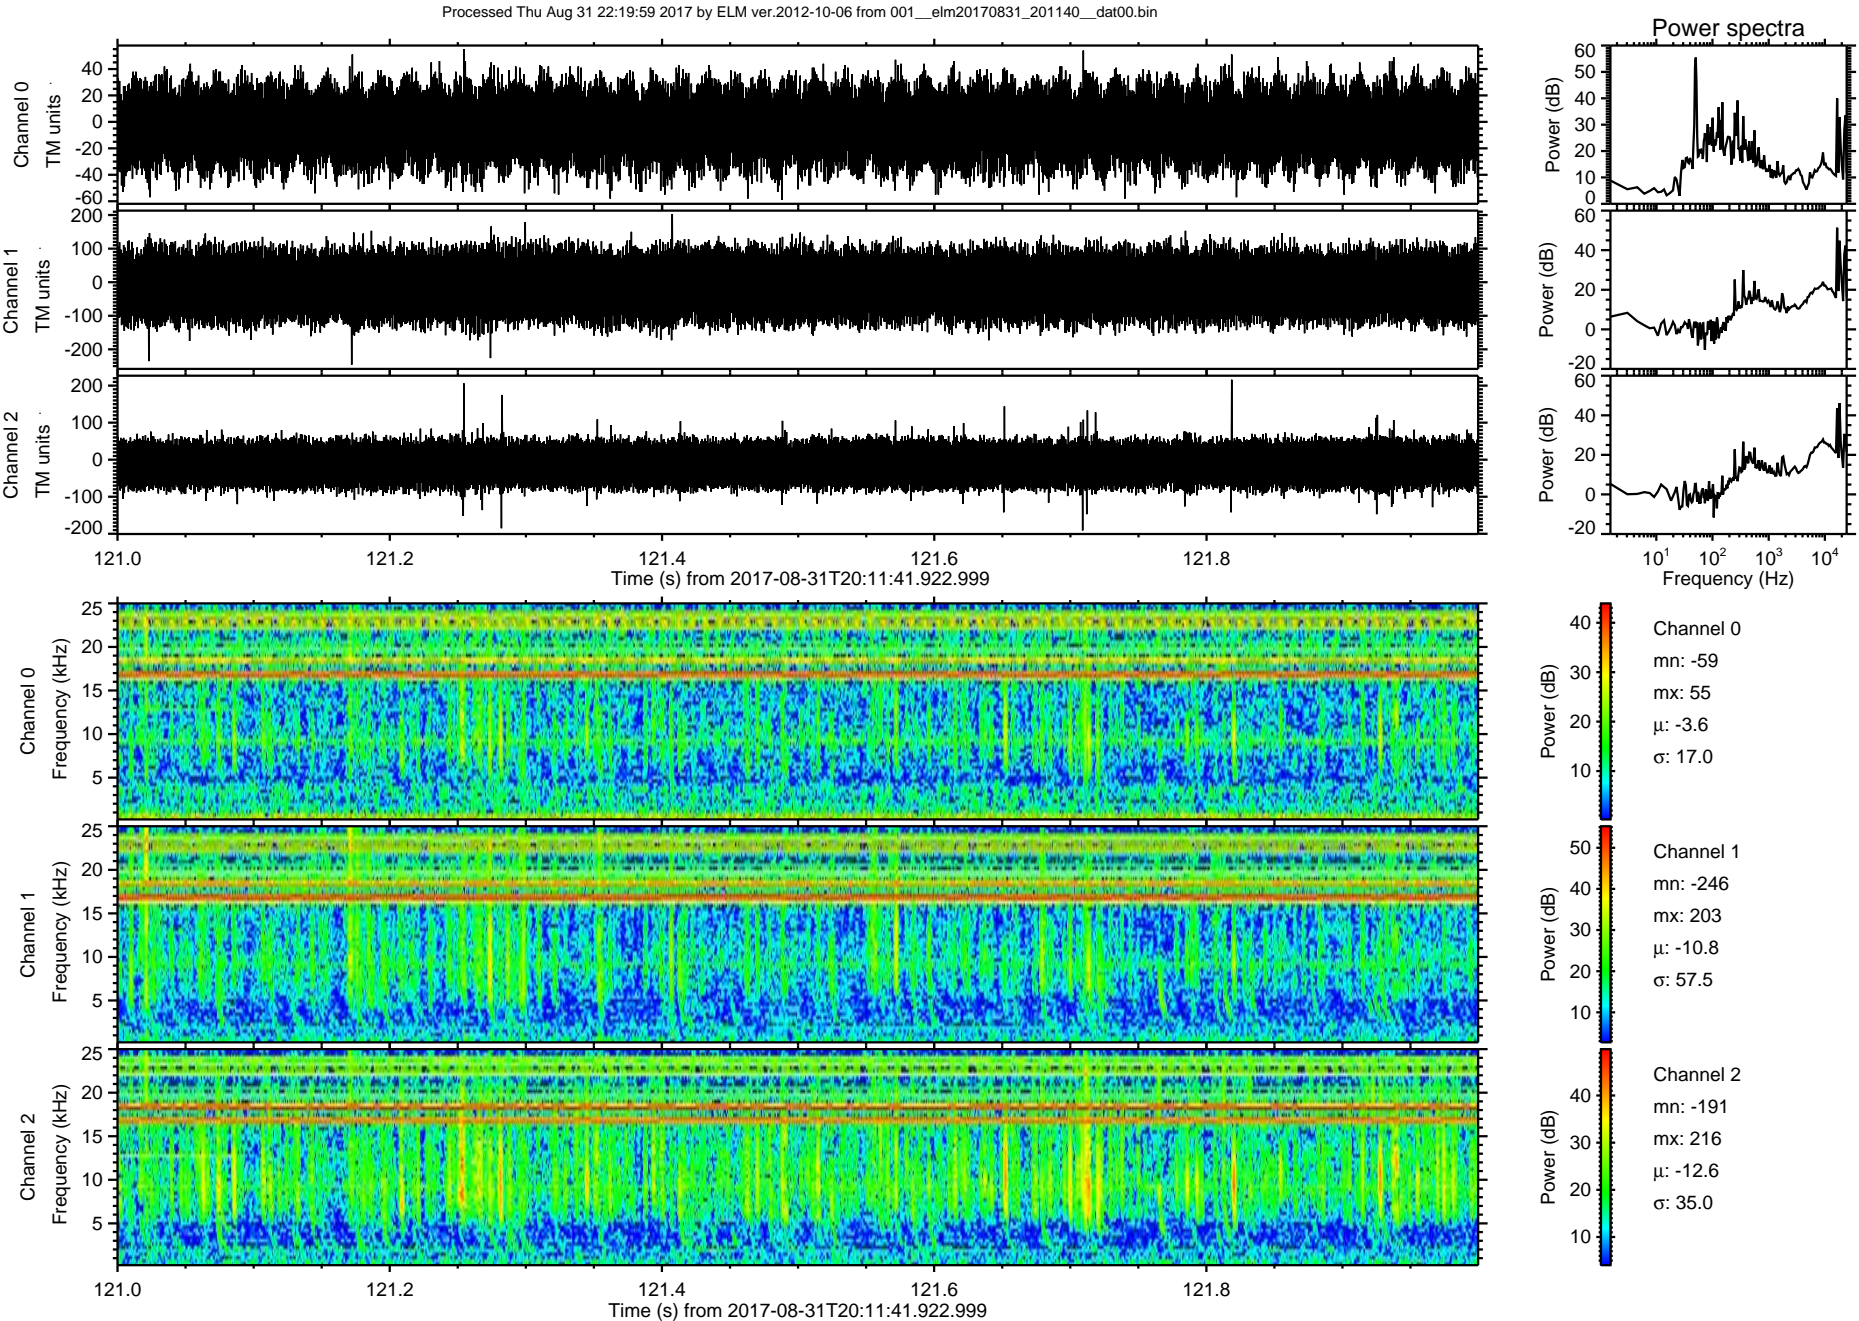 Processed Thu Aug 31 22:19:59 2017 by ELM ver.2012-10-06 from 001__elm20170831_201140__dat00.bin
Power spectra
Channel 0
TM units
40
20
0
-20
-40
-60
Power (dB)
60
50
40
30
20
10
0
Channel 1
TM units
200
100
0
-100
-200
Power (dB)
60
40
20
0
-20
Channel 2
TM units
200
100
0
-100
-200
Power (dB)
60
40
20
0
-20
121.0 121.2 121.4 121.6 121.8
Time (s) from 2017-08-31T20:11:41.922.999
10^1 10^2 10^3 10^4
Frequency (Hz)
Channel 0
Frequency (kHz)
25
20
15
10
5
Power (dB)
40
30
20
10
Channel 0
mn: -59
mx: 55
μ: -3.6
σ: 17.0
Channel 1
Frequency (kHz)
25
20
15
10
5
Power (dB)
50
40
30
20
10
Channel 1
mn: -246
mx: 203
μ: -10.8
σ: 57.5
Channel 2
Frequency (kHz)
25
20
15
10
5
Power (dB)
40
30
20
10
Channel 2
mn: -191
mx: 216
μ: -12.6
σ: 35.0
121.0 121.2 121.4 121.6 121.8
Time (s) from 2017-08-31T20:11:41.922.999